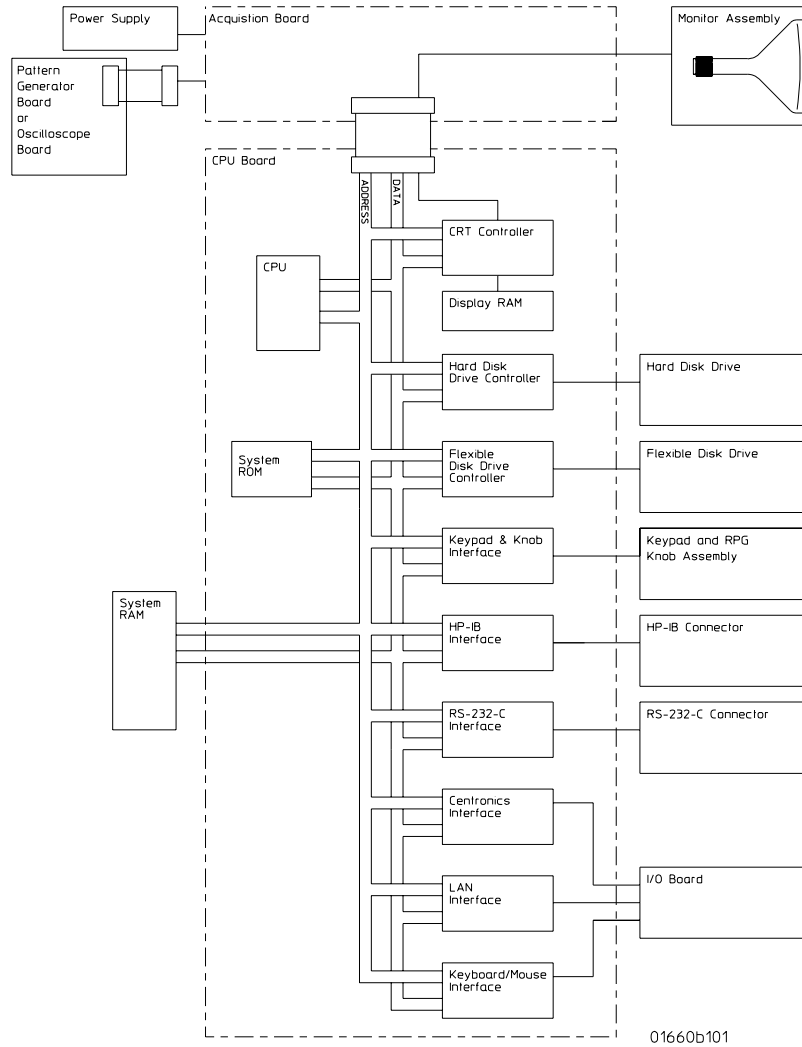 Power Supply
Acquistion Board
Monitor Assembly
Pattern
Generator
Board
or
Oscilloscope
Board
CPU Board
ADDRESS
DATA
CRT Controller
CPU
Display RAM
Hard Disk
Drive Controller
Hard Disk Drive
System
ROM
Flexible
Disk Drive
Controller
Flexible Disk Drive
Keypad & Knob
Interface
Keypad and RPG
Knob Assembly
System
RAM
HP-IB
Interface
HP-IB Connector
RS-232-C
Interface
RS-232-C Connector
Centronics
Interface
I/O Board
LAN
Interface
Keyboard/Mouse
Interface
01660b101